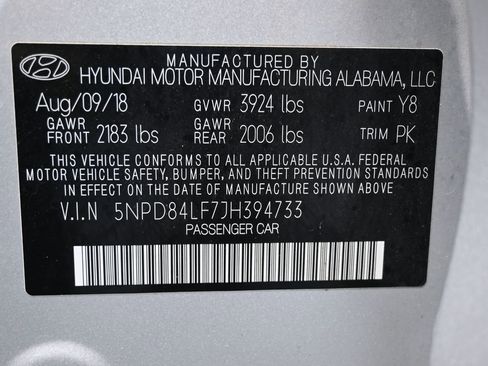 MANUFACTURED BY
HYUNDAI MOTOR MANUFACTURING ALABAMA, LLC
Aug/09/18 GVWR 3924 lbs PAINT Y8
GAWR FRONT 2183 lbs GAWR REAR 2006 lbs TRIM PK
THIS VEHICLE CONFORMS TO ALL APPLICABLE U.S.A. FEDERAL
MOTOR VEHICLE SAFETY, BUMPER, AND THEFT PREVENTION STANDARDS
IN EFFECT ON THE DATE OF MANUFACTURE SHOWN ABOVE
V.I.N 5NPD84LF7JH394733
PASSENGER CAR